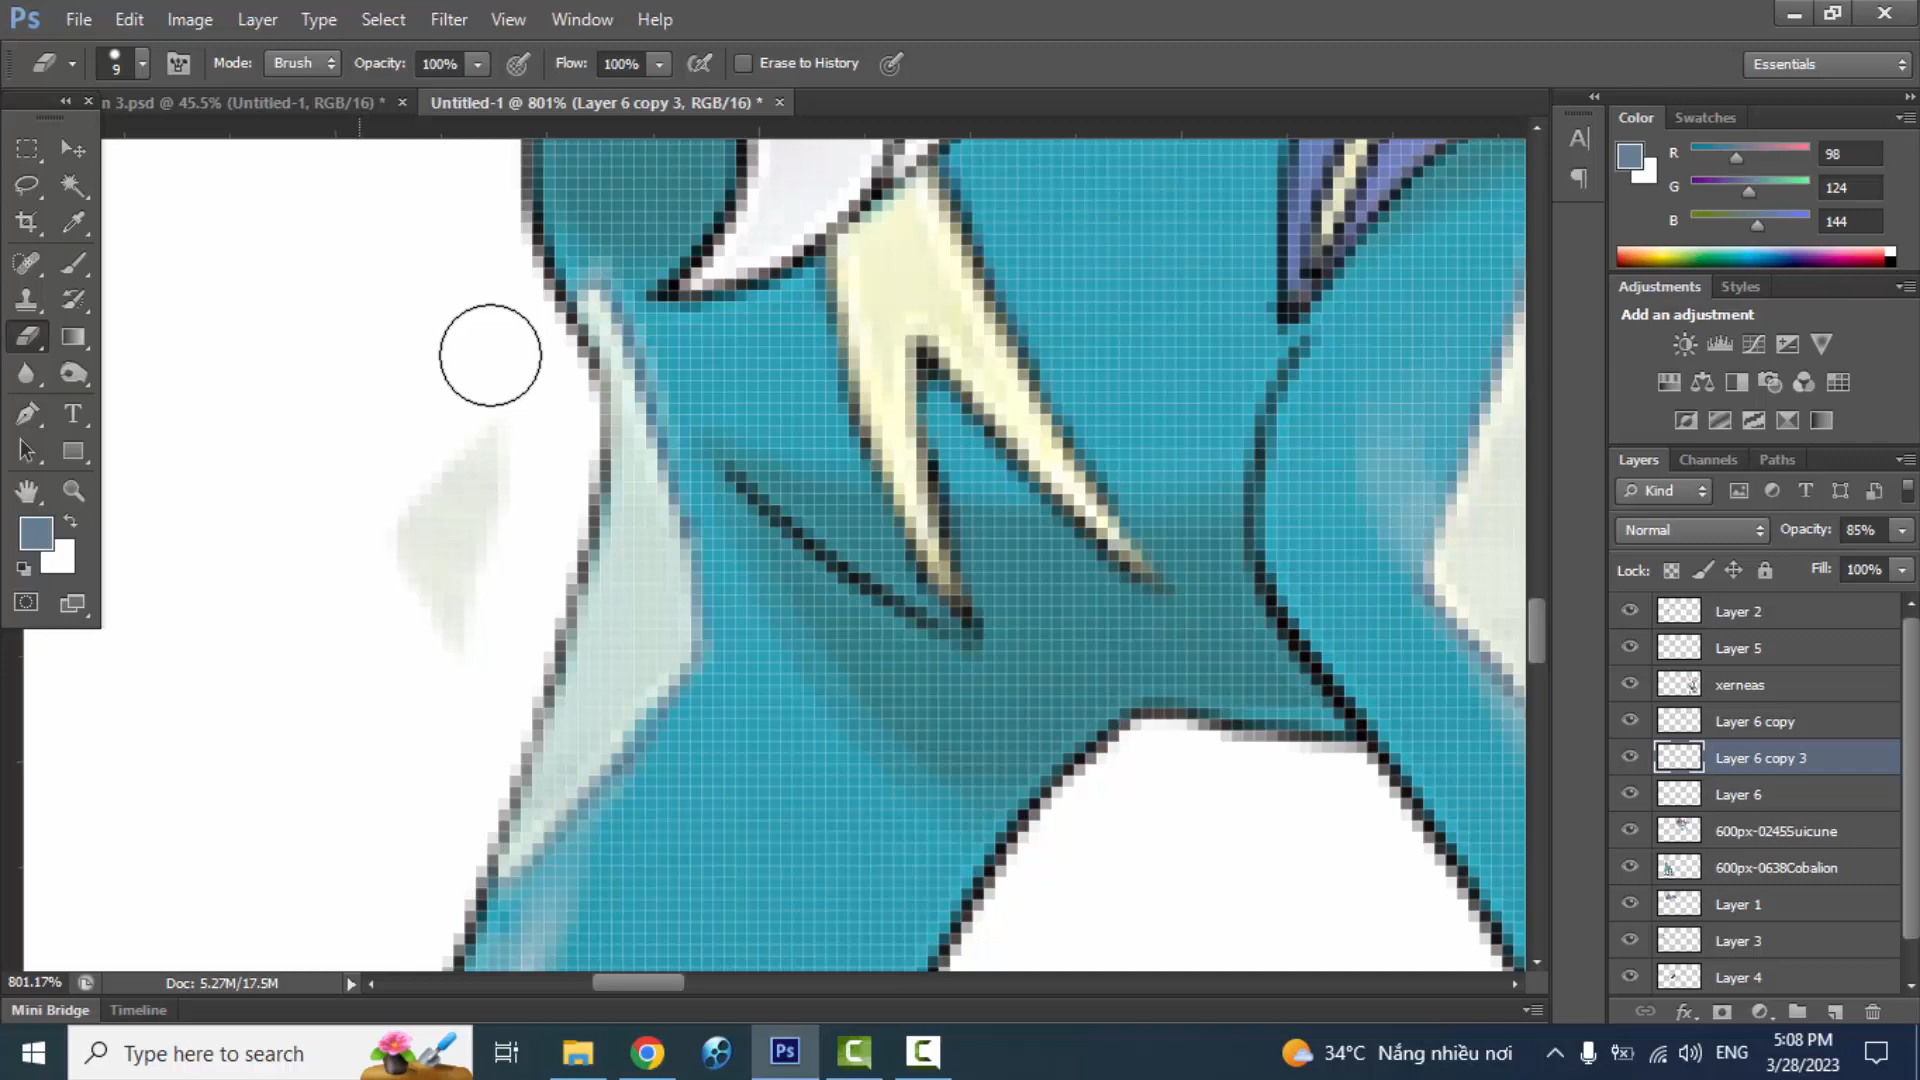 Ps File Edit Image Layer Type Select Filter View Window Help
9 Mode: Brush Opacity: 100% Flow: 100% Erase to History Essentials
n 3.psd @ 45.5% (Untitled-1, RGB/16) * Untitled-1 @ 801% (Layer 6 copy 3, RGB/16) *
Color Swatches
R 98
G 124
B 144
Adjustments Styles
Add an adjustment
Layers Channels Paths
Kind
Normal Opacity: 85%
Lock: Fill: 100%
Layer 2
Layer 5
xerneas
Layer 6 copy
Layer 6 copy 3
Layer 6
600px-0245Suicune
600px-0638Cobalion
Layer 1
Layer 3
Layer 4
801.17% Doc: 5.27M/17.5M
Mini Bridge Timeline
Type here to search Ps 34°C Nắng nhiều nơi ENG 5:08 PM
3/28/2023